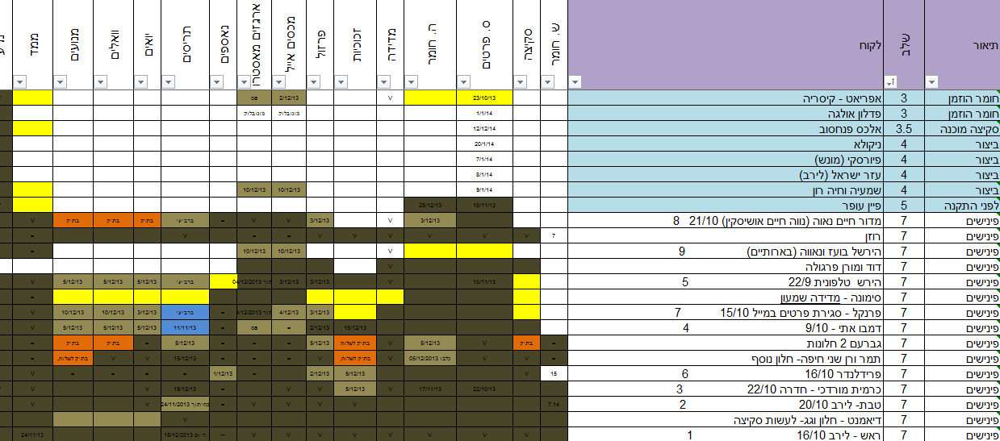 תיאור שלב לקוח ש. חומר סקיצה ס. פרטים ה. חומר מדידה זכוכיות פרזול מכסים אייל ארגזים מאסטרו נאספים תריסים יואים וואלים מנועים ממד
חומר הוזמן 3 אפריאט - קיסריה 23/10/13 V 2/12/13 פס
חומר הוזמן 3 פדלון אולגה 1/1/14 מונובלוק מונובלוק
סקיצה מוכנה 3.5 אלכס פנחסוב 12/12/14
ביצור 4 ניקולא 20/1/14
ביצור 4 פיורסקי (מונש) 7/1/14
ביצור 4 עזר ישראל (לירב) 8/1/14
ביצור 4 שמעיה וחיה רון 9/1/14 10/12/13 10/12/13
לפני התקנה 5 פיין עופר 18/11/13 25/12/13
פינישים 7 מדור חיים נאוה (נווה חיים אושיסקין) 21/10 8 3/12/13 V 3/12/13 V V = ברביעי בתיק בתיק בתיק V
פינישים 7 רוזן 7 V V V V V V V =
פינישים 7 הירשל בועז ונאווה (בארותיים) 9 V 10/12/13 10/12/13 =
פינישים 7 דוד ומורן פרגולה V
פינישים 7 הירש טלפונית 22/9 5 10/11/13 V 3/12/13 3/12/13 תוך 04/12/2013 ברביעי 5/12/13 5/12/13 5/12/13 V
פינישים 7 סימונה - מדידה שמעון =
פינישים 7 פרנקל - סגירת פרטים במייל 15/10 7 3/12/13 4/12/13 ברביעי 3/12/13 10/12/13 10/12/13 V
פינישים 7 דמבו אתי - 9/10 4 15/12/13 2/12/13 = פס = 11/11/13 5/12/13 5/12/13 5/12/13 V
פינישים 7 גברעם 2 חלונות = בתיק V 5/12/13 V בתיק לשלוח 5/12/13 = = = 5/12/13 = בתיק בתיק =
פינישים 7 תמר ורן שני חיפה- חלון נוסף = = V כלבו 05/12/2013 V בתיק לשלוח, = = = = 15/12/13 V V בתיק לשלוח, =
פינישים 7 פרידלנדר 16/10 6 15 V 5/12/13 2/12/13 1/12/13 = = = = V
פינישים 7 כרמית מורדכי - חדרה 22/10 3 22/10/13 17/11/13 V 5/12/13 V V V = 15/12/13 V
פינישים 7 טבת- לירב 20/10 2 7,14 V V V = בחיתוך 24/11/2013 V V
פינישים 7 דיאמנט - חלון וגג- לעשות סקיצה V
פינישים 7 ראש - לירב 16/10 1 V V V V V V V V — היום 15/12/2013 24/11/13